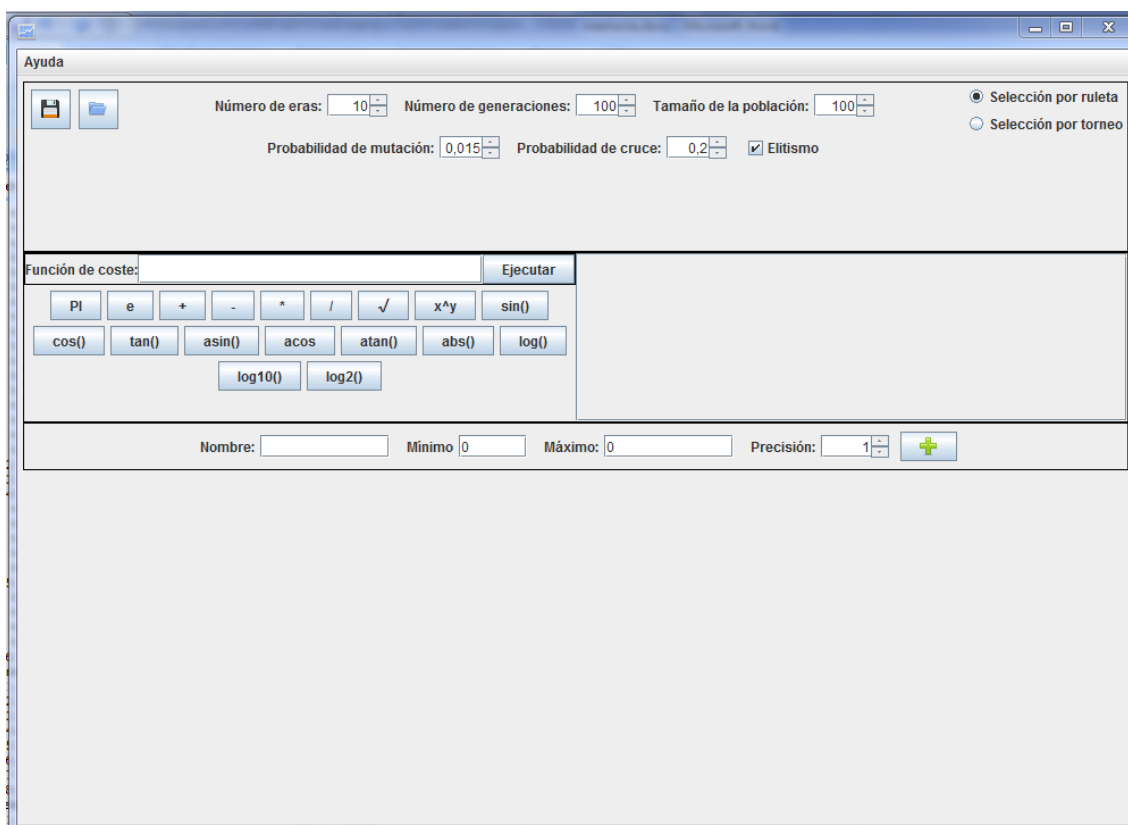 Ayuda
Número de eras: 10 Número de generaciones: 100 Tamaño de la población: 100 Selección por ruleta
Selección por torneo
Probabilidad de mutación: 0,015 Probabilidad de cruce: 0,2 Elitismo
Función de coste: Ejecutar
PI e + - * / √ x^y sin()
cos() tan() asin() acos atan() abs() log()
log10() log2()
Nombre: Mínimo 0 Máximo: 0 Precisión: 1